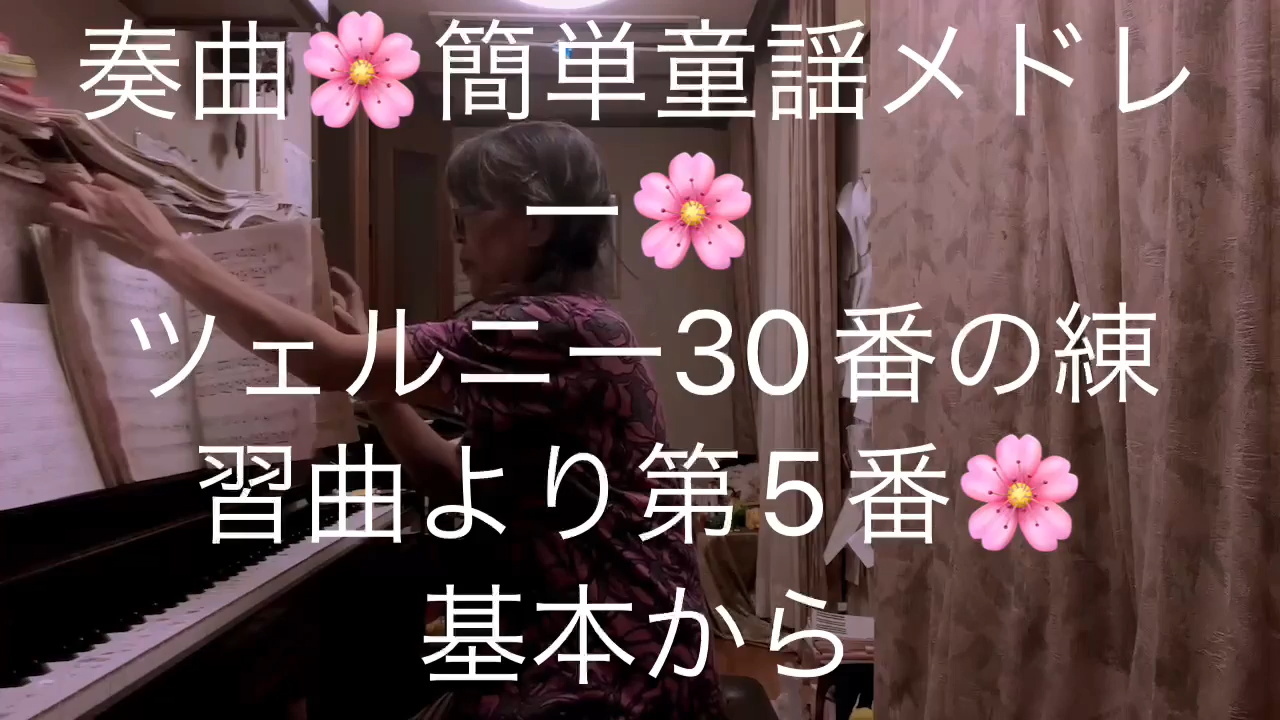 奏曲🌸簡単童謡メドレ
ー🌸
ツェルニー30番の練
習曲より第5番🌸
基本から